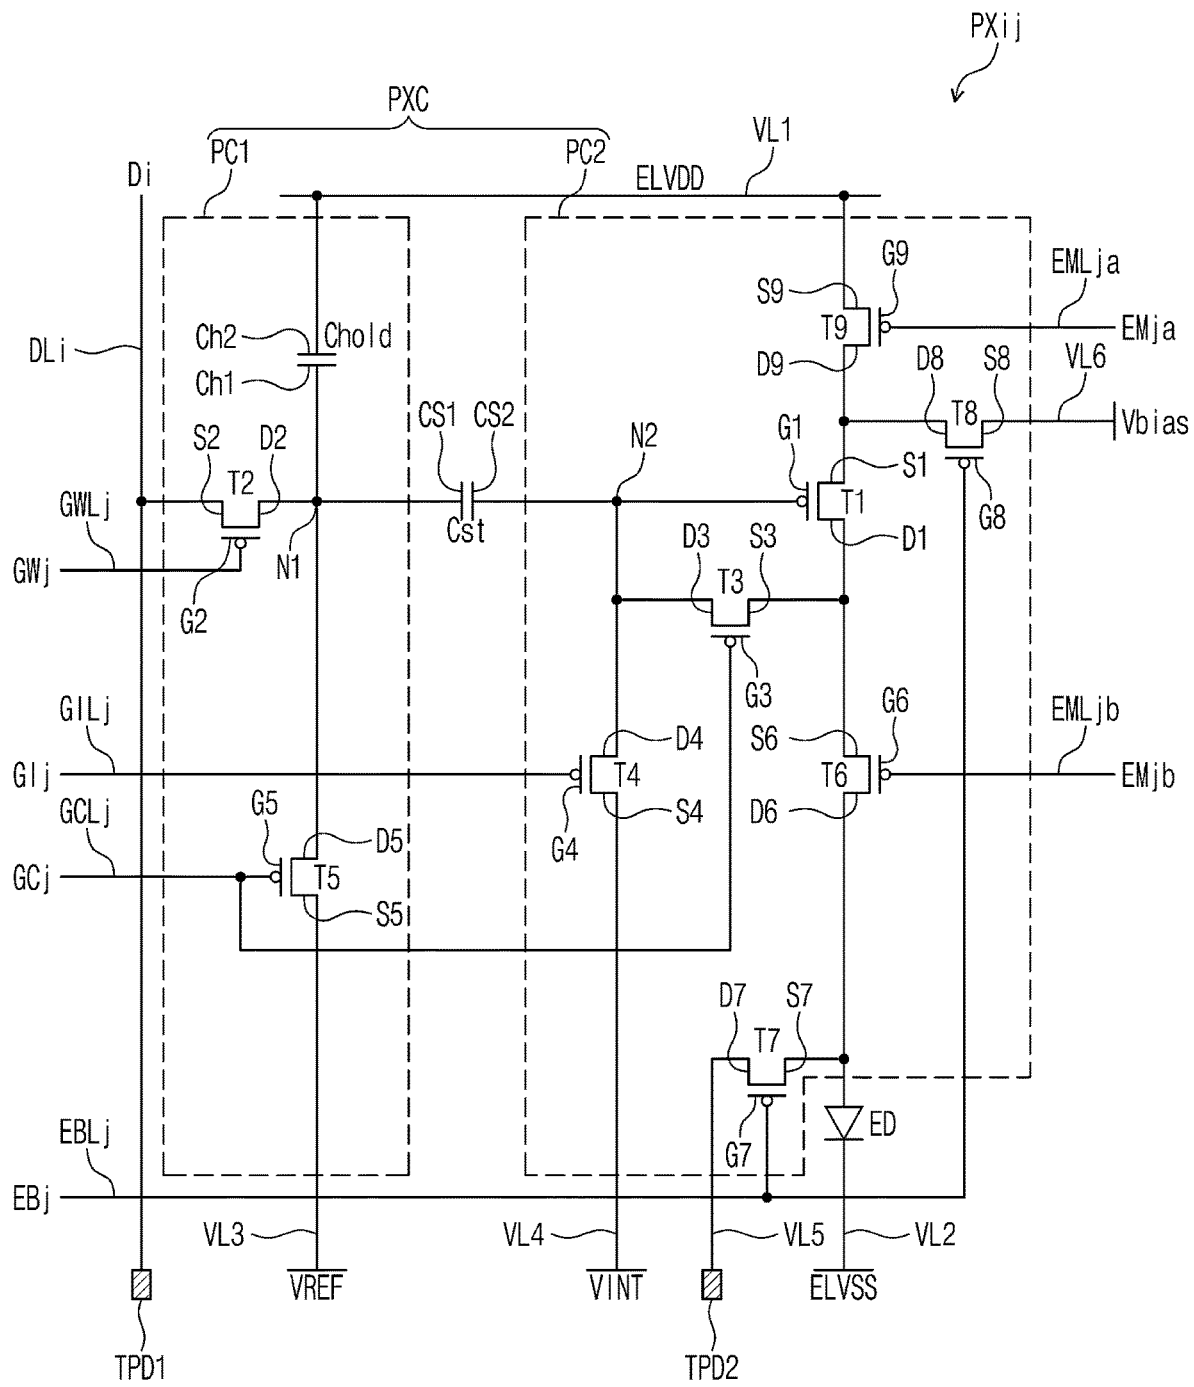 PXij
PXC
PC1
PC2
VL1
Di
ELVDD
G9
EMLja
S9
T9
EMja
Ch2
Chold
DLi
Ch1
D9
D8
S8
VL6
CS1
CS2
T8
Vbias
G1
N2
S2
D2
S1
T2
T1
G8
GWLj
Cst
D1
GWj
N1
D3
S3
T3
G2
G3
GILj
G6
EMLjb
D4
S6
GIj
T4
T6
EMjb
GCLj
G5
S4
D6
D5
G4
GCj
T5
S5
D7
S7
T7
EBLj
ED
G7
EBj
VL3
VL4
VL5
VL2
VREF
VINT
ELVSS
TPD1
TPD2